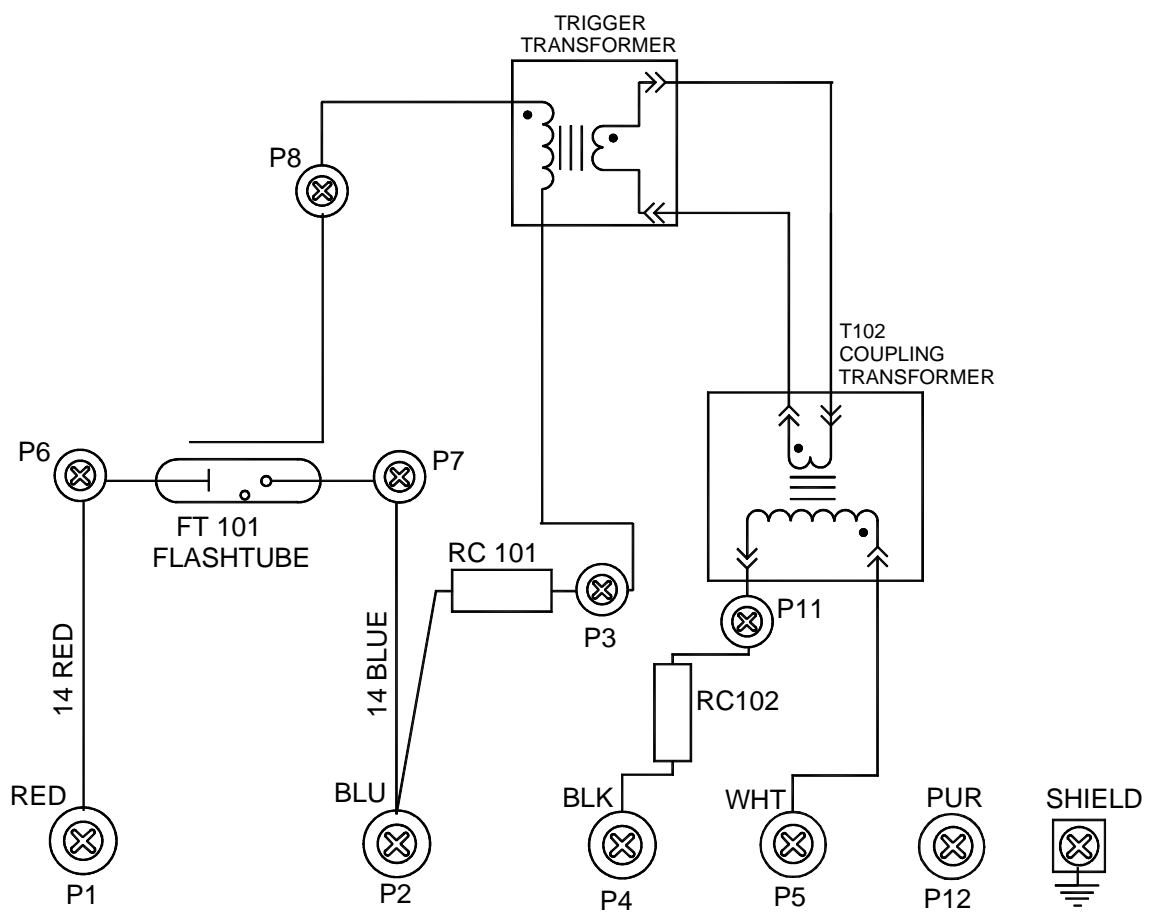 TRIGGER
TRANSFORMER
P8
T102
COUPLING
TRANSFORMER
P6
P7
FT 101
FLASHTUBE
RC 101
P3
P11
14 RED
14 BLUE
RC102
RED
BLU
BLK
WHT
PUR
SHIELD
P1
P2
P4
P5
P12